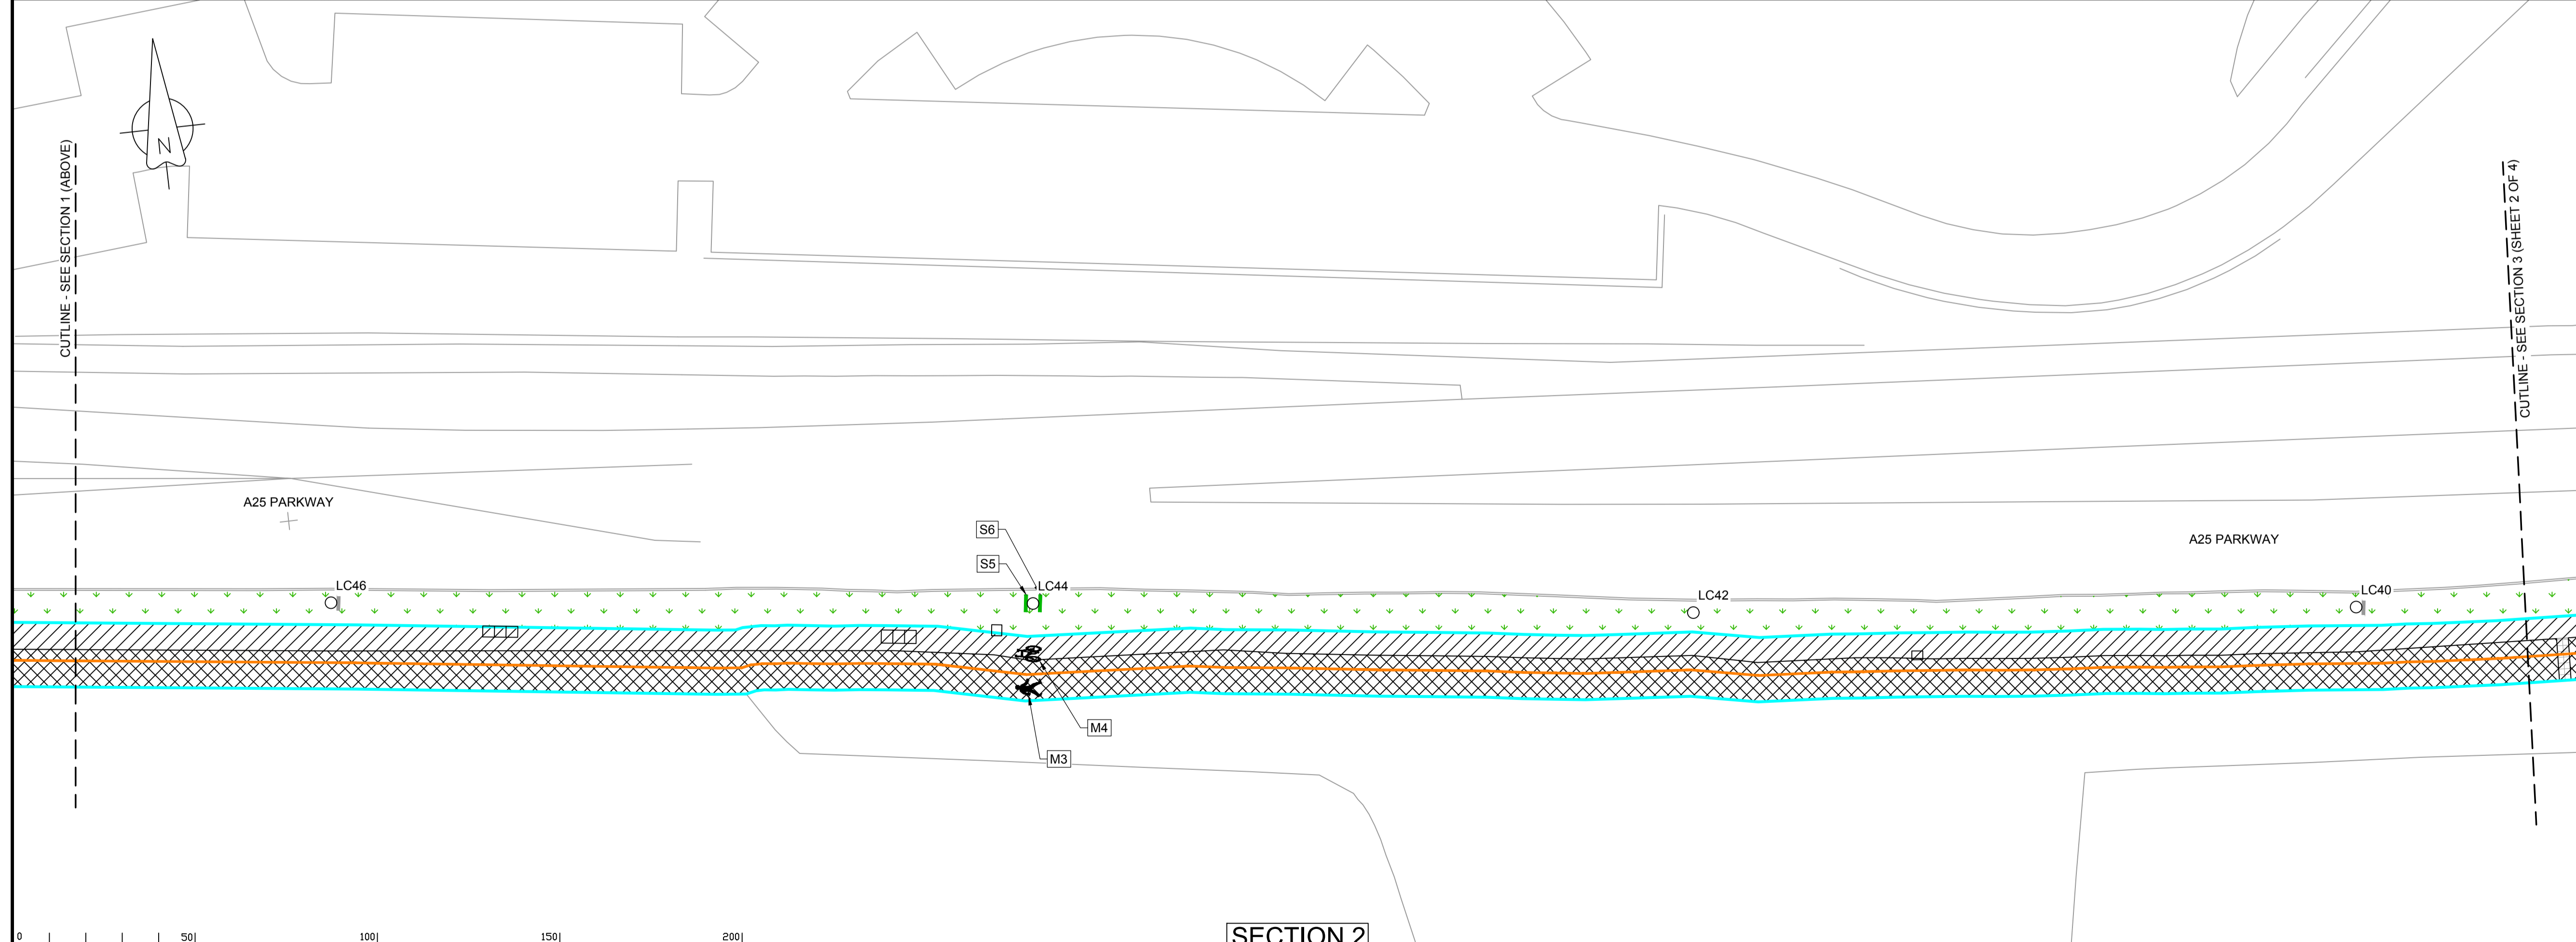 CUTLINE - SEE SECTION 1 (ABOVE)
N
CUTLINE - SEE SECTION 3 (SHEET 2 OF 4)
A25 PARKWAY
S6
A25 PARKWAY
S5
LC46
LC44
LC42
LC40
M4
M3
0
50
100
150
200
SECTION 2